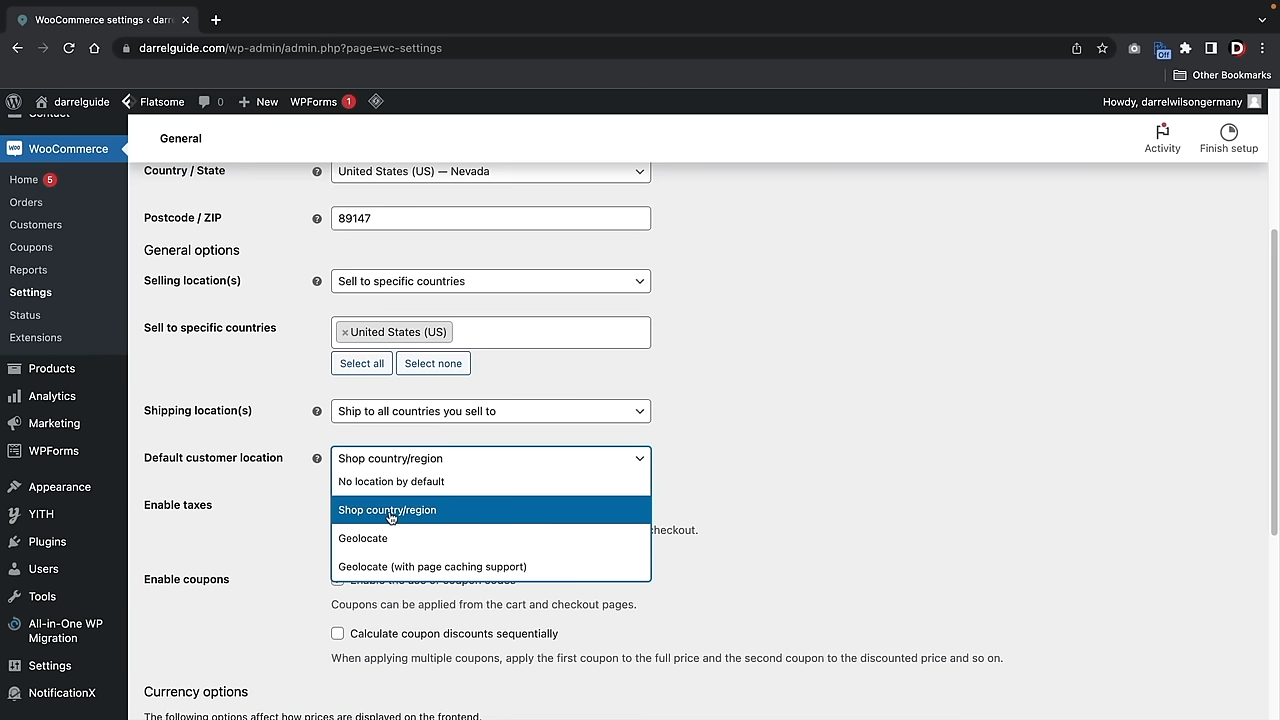 WooCommerce settings ‹ darr
darrelguide.com/wp-admin/admin.php?page=wc-settings
Off
D
Other Bookmarks
darrelguide
Flatsome
0
New
WPForms 1
Howdy, darrelwilsongermany
Contact
WooCommerce
Home 5
Orders
Customers
Coupons
Reports
Settings
Status
Extensions
Products
Analytics
Marketing
WPForms
Appearance
YITH
Plugins
Users
Tools
All-in-One WP
Migration
Settings
NotificationX
General
Activity
Finish setup
Country / State
United States (US) — Nevada
Postcode / ZIP
89147
General options
Selling location(s)
Sell to specific countries
Sell to specific countries
×United States (US)
Select all
Select none
Shipping location(s)
Ship to all countries you sell to
Default customer location
Shop country/region
No location by default
Shop country/region
Geolocate
Geolocate (with page caching support)
Enable taxes
checkout.
Enable coupons
Enable the use of coupon codes
Coupons can be applied from the cart and checkout pages.
Calculate coupon discounts sequentially
When applying multiple coupons, apply the first coupon to the full price and the second coupon to the discounted price and so on.
Currency options
The following options affect how prices are displayed on the frontend.